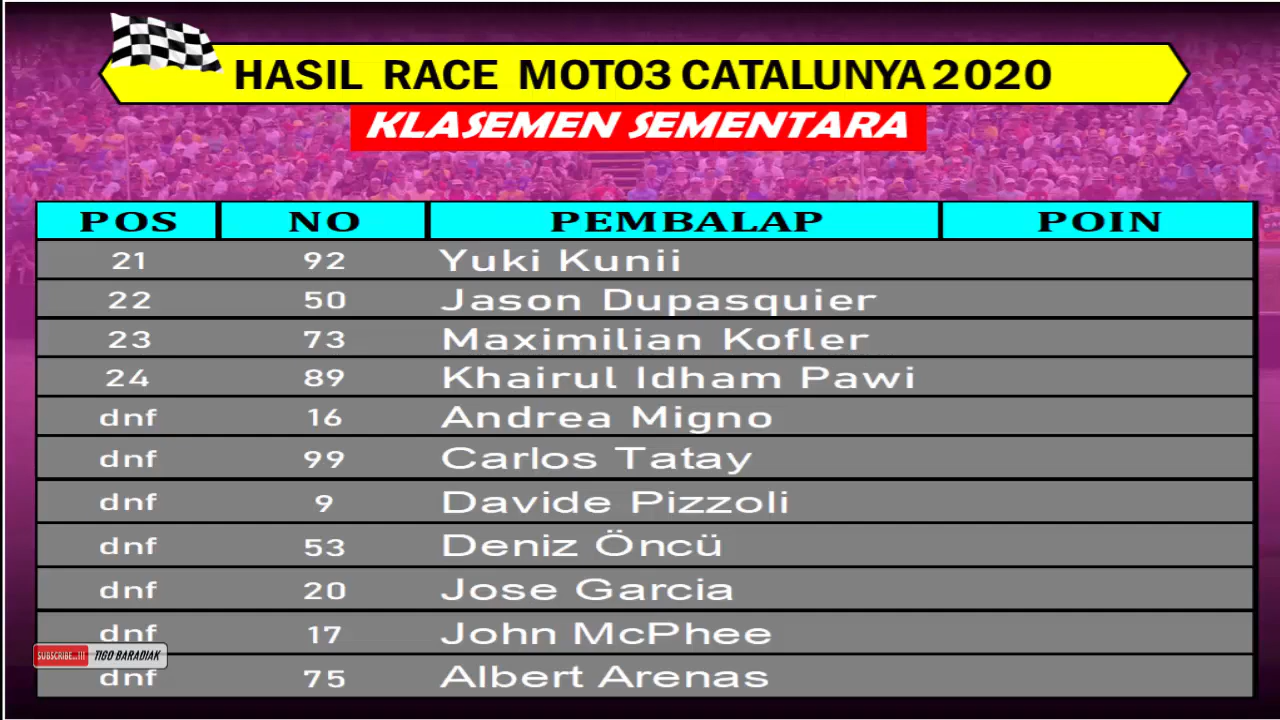 HASIL RACE MOTO3 CATALUNYA 2020
KLASEMEN SEMENTARA
POS NO PEMBALAP POIN
21 92 Yuki Kunii
22 50 Jason Dupasquier
23 73 Maximilian Kofler
24 89 Khairul Idham Pawi
dnf 16 Andrea Migno
dnf 99 Carlos Tatay
dnf 9 Davide Pizzoli
dnf 53 Deniz Öncü
dnf 20 Jose Garcia
dnf 17 John McPhee
SUBSCRIBE...!!! TIGO BARADIAK
dnf 75 Albert Arenas